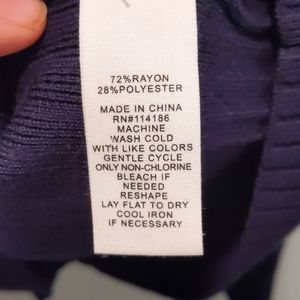 72%RAYON
28%POLYESTER
MADE IN CHINA
RN#114186
MACHINE
WASH COLD
WITH LIKE COLORS
GENTLE CYCLE
ONLY NON-CHLORINE
BLEACH IF
NEEDED
RESHAPE
LAY FLAT TO DRY
COOL IRON
IF NECESSARY